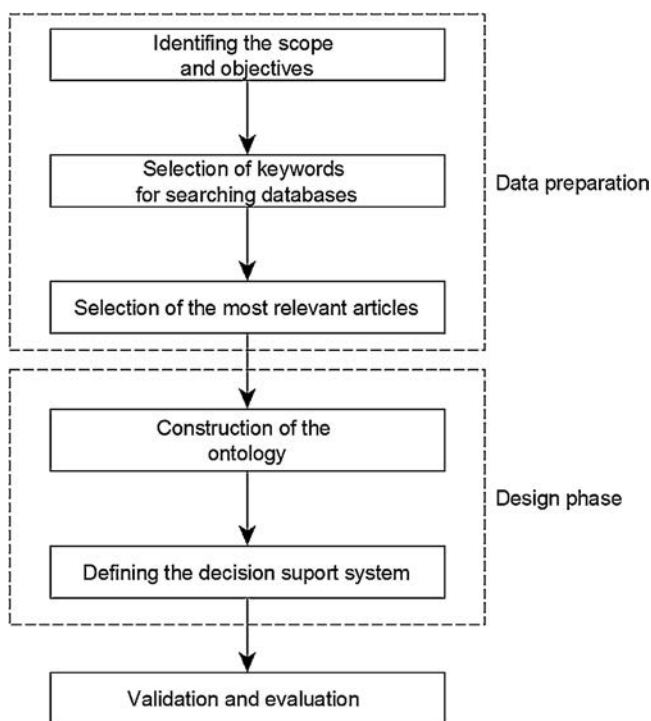 Identifing the scope
and objectives
Selection of keywords
for searching databases
Data preparation
Selection of the most relevant articles
Construction of the
ontology
Design phase
Defining the decision suport system
Validation and evaluation